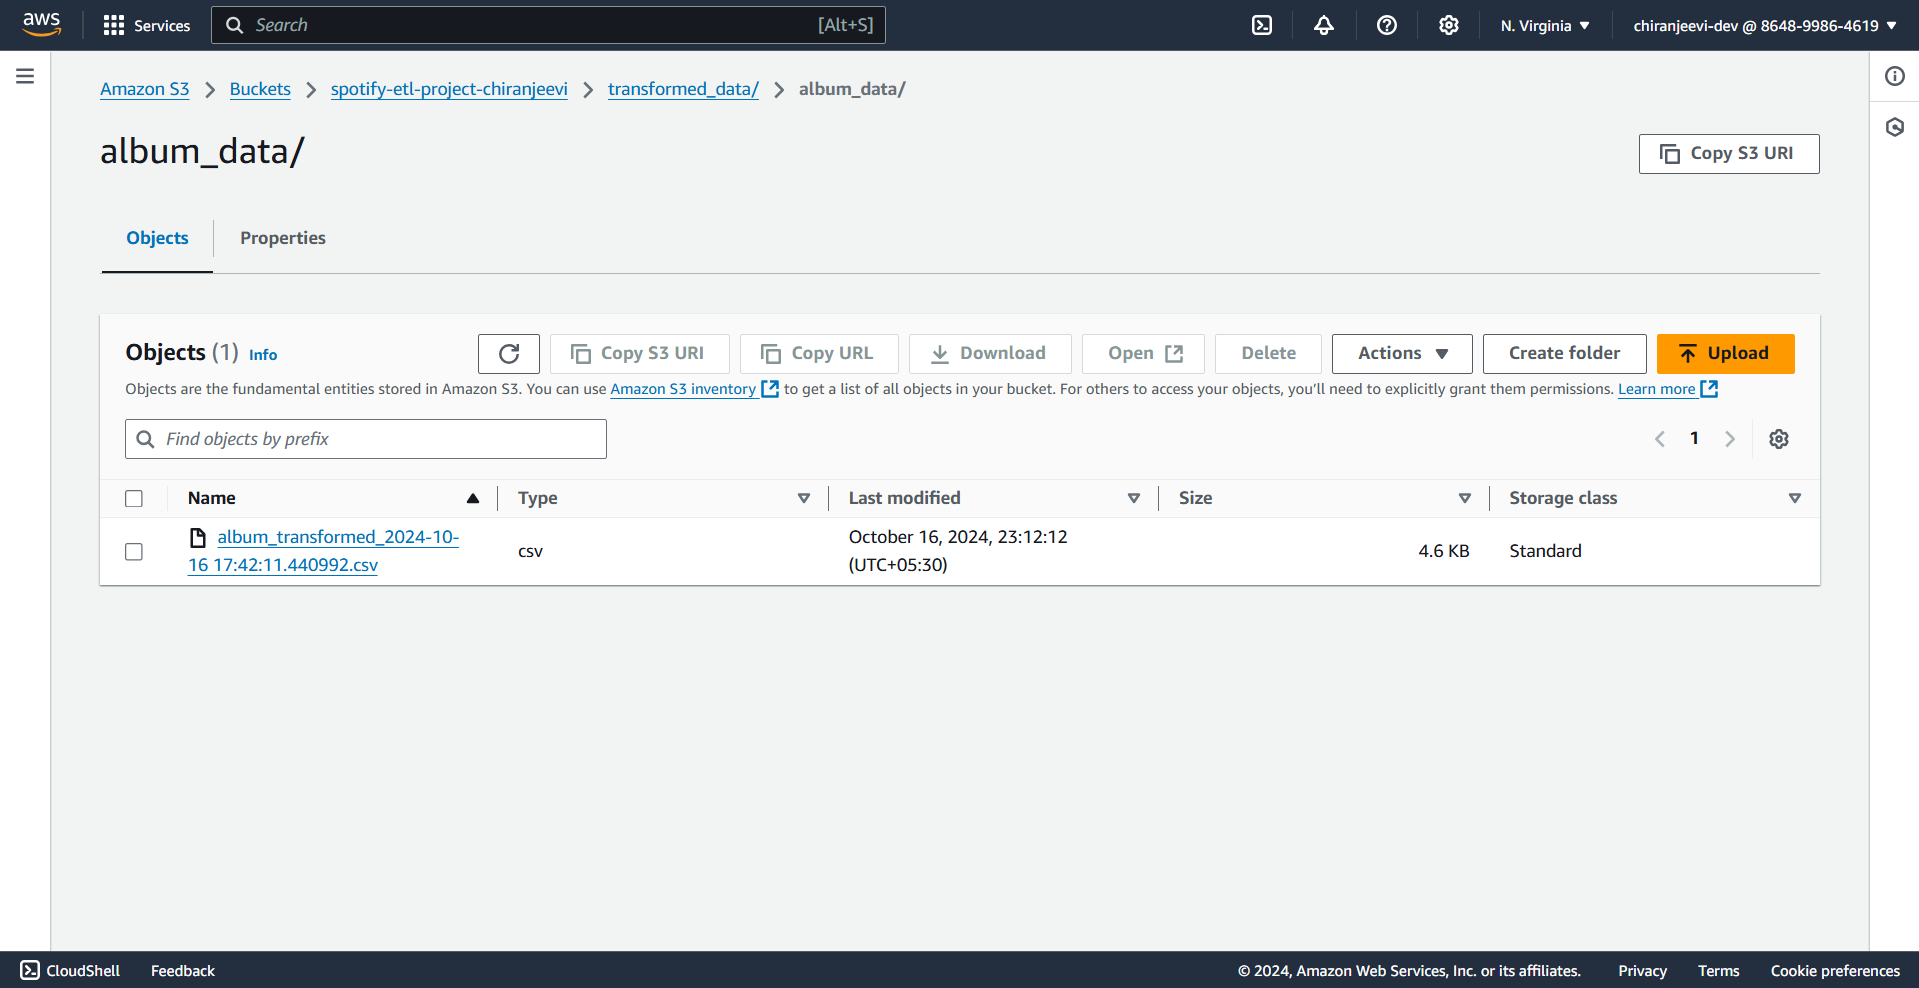 aws Services Search [Alt+S] N. Virginia chiranjeevi-dev @ 8648-9986-4619
Amazon S3 Buckets spotify-etl-project-chiranjeevi transformed_data/ album_data/
album_data/
Copy S3 URI
Objects Properties
Objects (1) Info Copy S3 URI Copy URL Download Open Delete Actions Create folder Upload
Objects are the fundamental entities stored in Amazon S3. You can use Amazon S3 inventory to get a list of all objects in your bucket. For others to access your objects, you’ll need to explicitly grant them permissions. Learn more
Find objects by prefix 1
Name Type Last modified Size Storage class
album_transformed_2024-10-
16 17:42:11.440992.csv
csv
October 16, 2024, 23:12:12
(UTC+05:30)
4.6 KB
Standard
CloudShell Feedback © 2024, Amazon Web Services, Inc. or its affiliates. Privacy Terms Cookie preferences